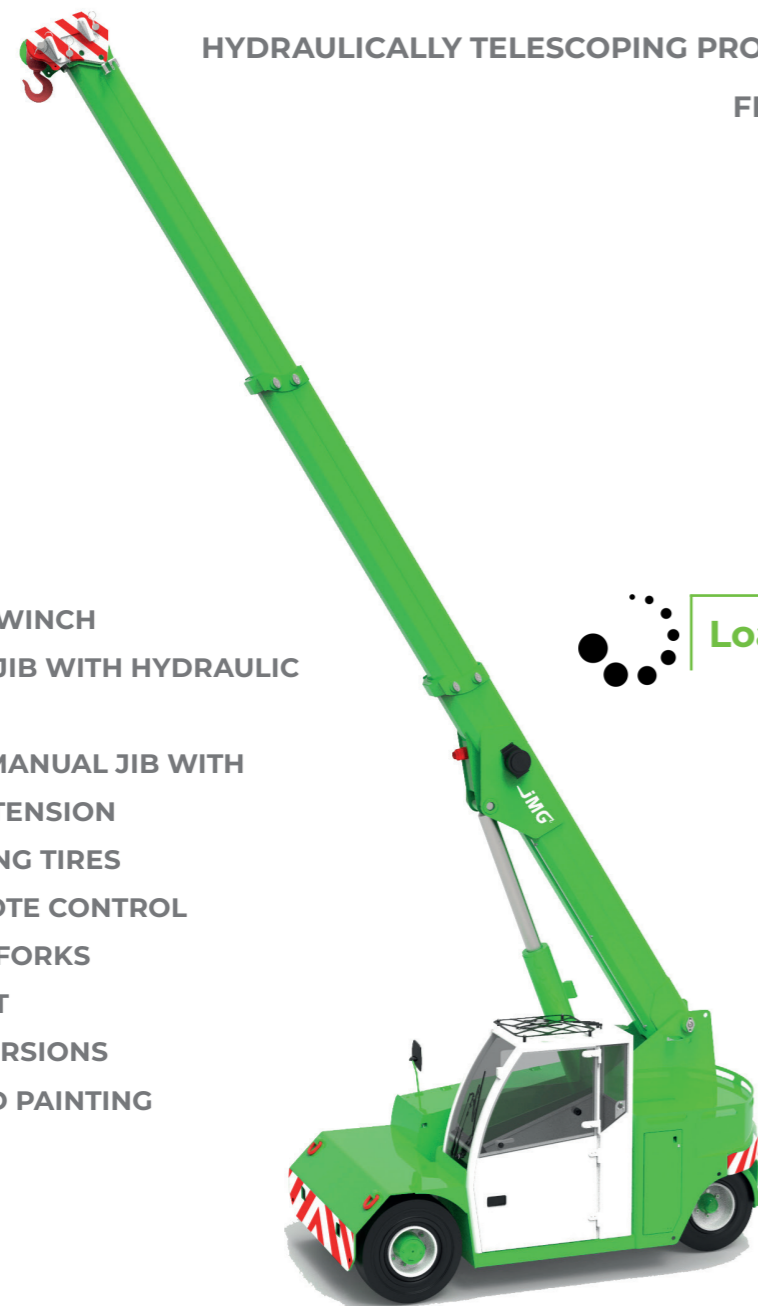 HYDRAULICALLY TELESCOPING PRO
FI
WINCH
JIB WITH HYDRAULIC
MANUAL JIB WITH
TENSION
NG TIRES
OTE CONTROL
FORKS
T
RSIONS
D PAINTING
Loa
JMG